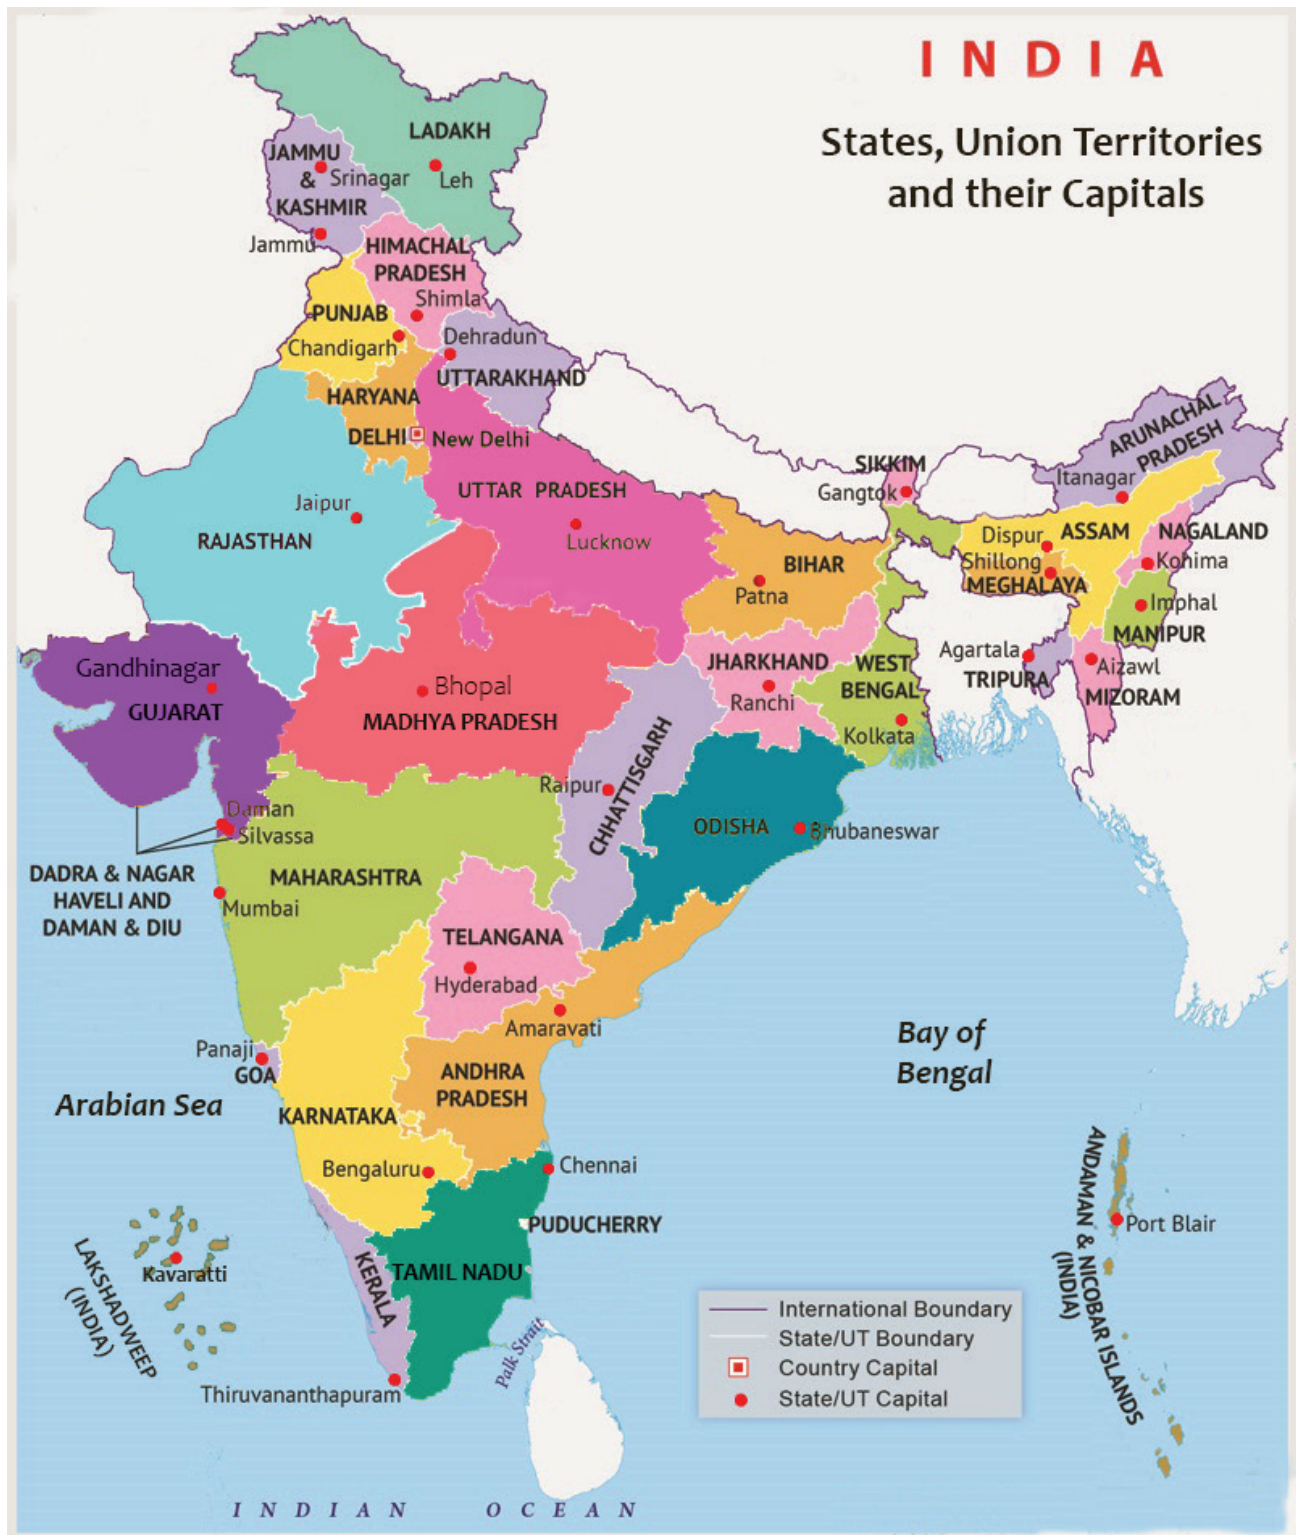 INDIA
States, Union Territories
and their Capitals
LADAKH
Leh
JAMMU
&
KASHMIR
Srinagar
Jammu
HIMACHAL
PRADESH
Shimla
PUNJAB
Chandigarh
Dehradun
UTTARAKHAND
HARYANA
DELHI
New Delhi
UTTAR PRADESH
Lucknow
Jaipur
RAJASTHAN
BIHAR
Patna
SIKKIM
Gangtok
ARUNACHAL
PRADESH
Itanagar
Dispur
ASSAM
NAGALAND
Kohima
Shillong
MEGHALAYA
Imphal
MANIPUR
Agartala
TRIPURA
Aizawl
MIZORAM
Gandhinagar
GUJARAT
Bhopal
MADHYA PRADESH
JHARKHAND
Ranchi
WEST
BENGAL
Kolkata
Raipur
CHHATTISGARH
ODISHA
Bhubaneswar
Daman
Silvassa
DADRA & NAGAR
HAVELI AND
DAMAN & DIU
MAHARASHTRA
Mumbai
TELANGANA
Hyderabad
Amaravati
Panaji
GOA
ANDHRA
PRADESH
KARNATAKA
Bengaluru
Arabian Sea
Bay of
Bengal
Chennai
PUDUCHERRY
TAMIL NADU
KERALA
Thiruvananthapuram
Kavaratti
LAKSHADWEEP
(INDIA)
Port Blair
ANDAMAN & NICOBAR ISLANDS
(INDIA)
Palk Strait
International Boundary
State/UT Boundary
Country Capital
State/UT Capital
INDIAN OCEAN